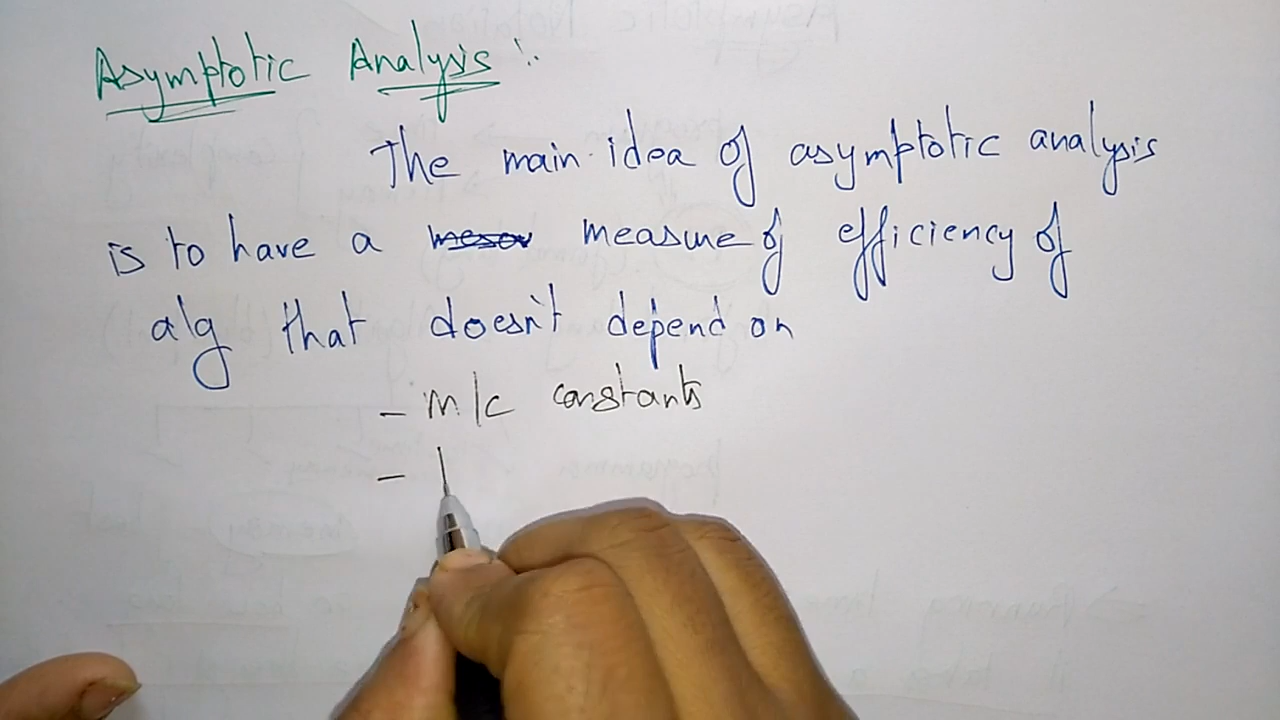 Asymptotic Analysis :-
The main idea of asymptotic analysis
is to have a measure of efficiency of
alg that doesn't depend on
- m/c constants
-